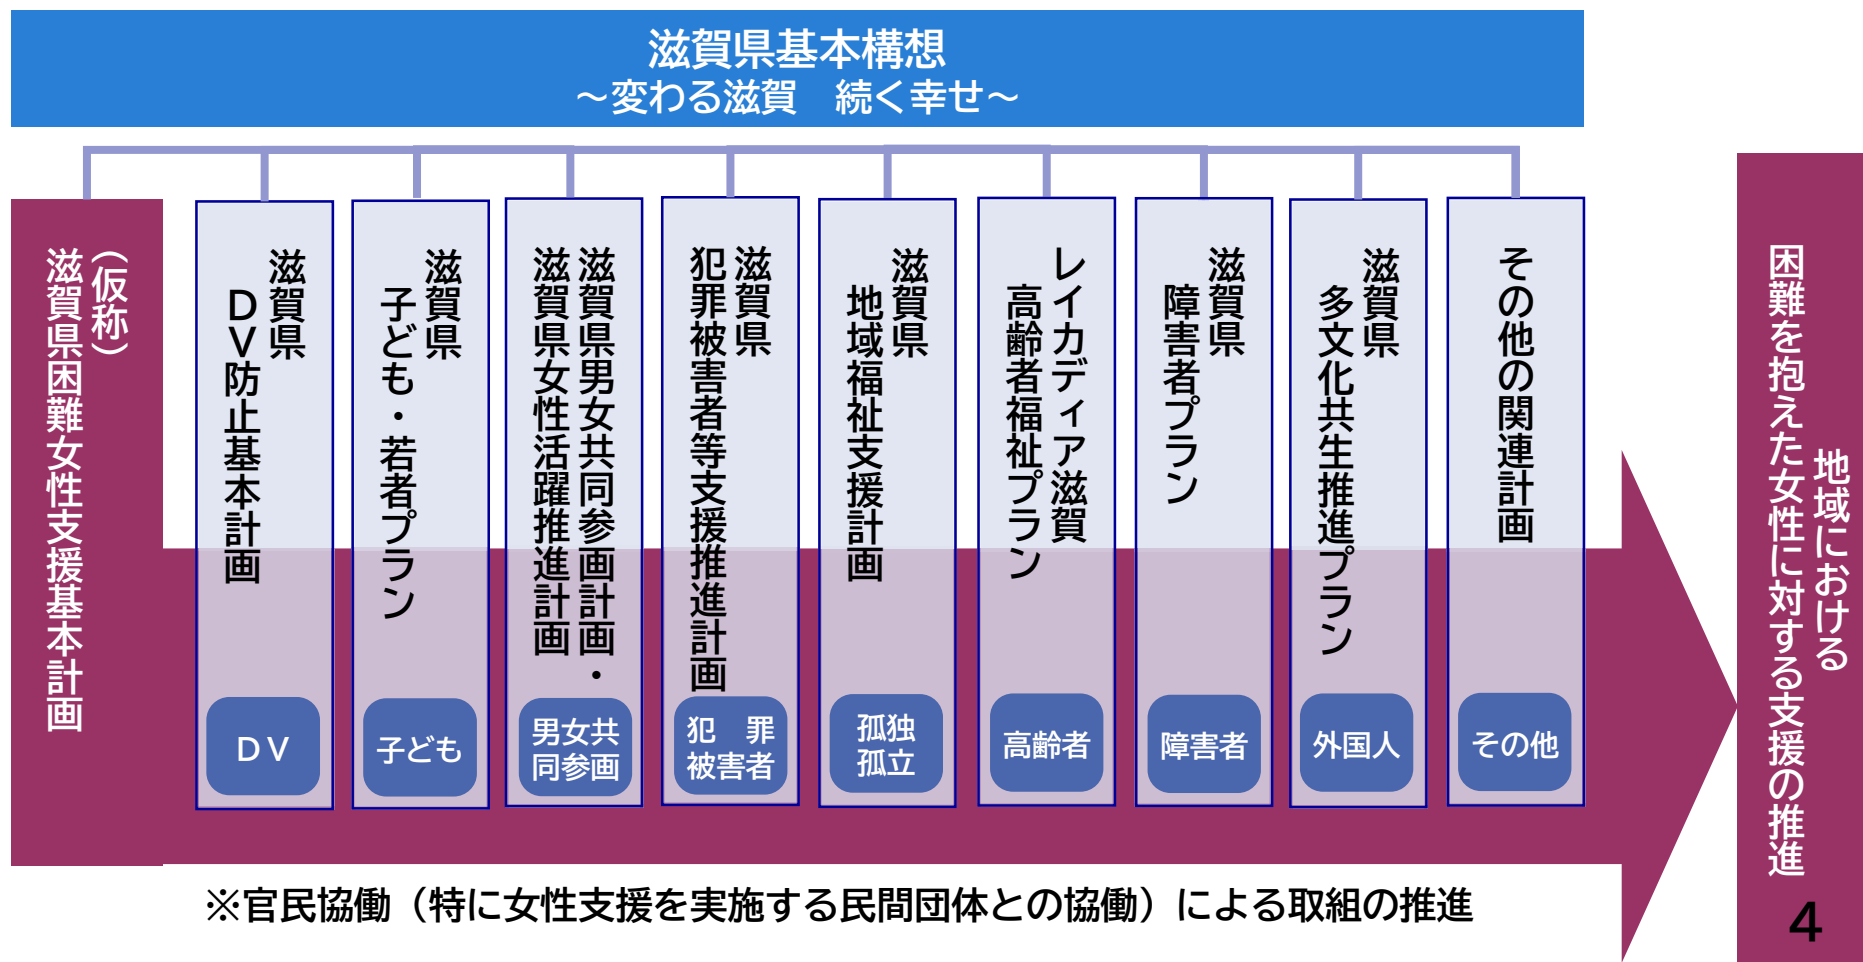 滋賀県基本構想
～変わる滋賀　続く幸せ～
（仮称）
滋賀県困難女性支援基本計画
滋賀県
ＤＶ防止基本計画
ＤＶ
滋賀県
子ども・若者プラン
子ども
滋賀県男女共同参画計画・
滋賀県女性活躍推進計画
男女共
同参画
滋賀県
犯罪被害者等支援推進計画
犯　罪
被害者
滋賀県
地域福祉支援計画
孤独
孤立
レイカディア滋賀
高齢者福祉プラン
高齢者
滋賀県
障害者プラン
障害者
滋賀県
多文化共生推進プラン
外国人
その他の関連計画
その他
地域における
困難を抱えた女性に対する支援の推進
※官民協働（特に女性支援を実施する民間団体との協働）による取組の推進
4